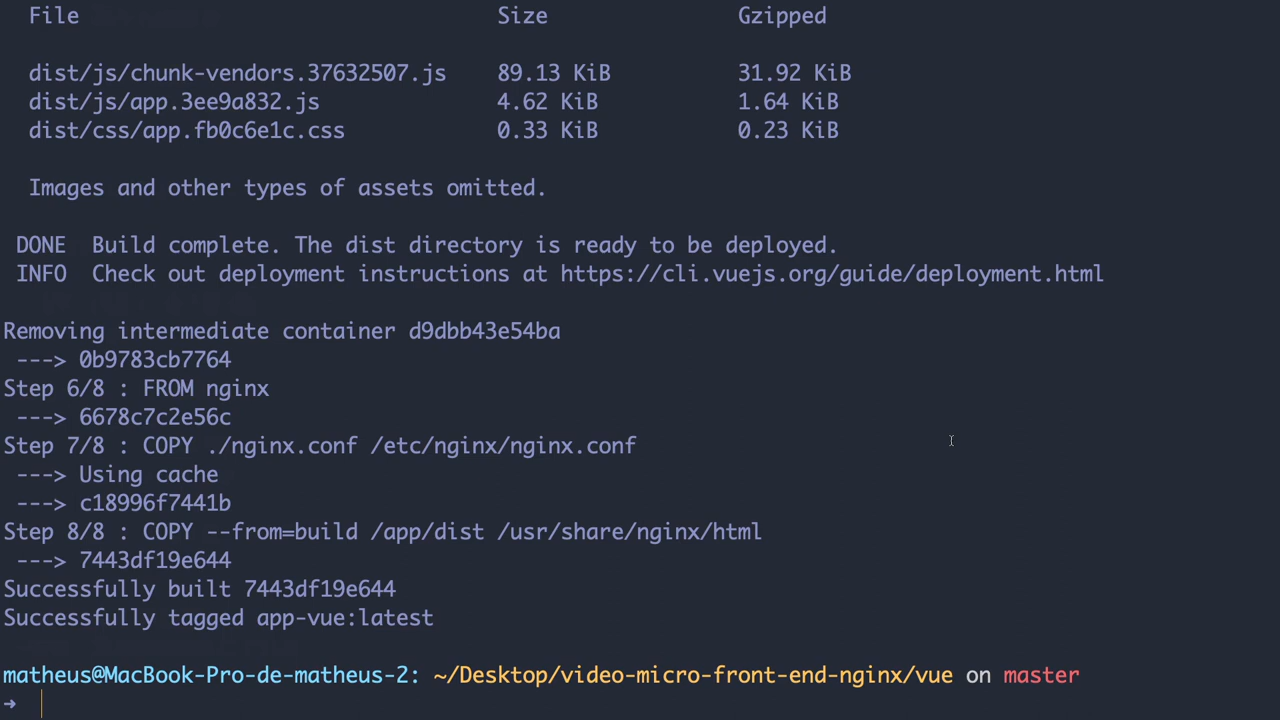 File Size Gzipped
dist/js/chunk-vendors.37632507.js 89.13 KiB 31.92 KiB
dist/js/app.3ee9a832.js 4.62 KiB 1.64 KiB
dist/css/app.fb0c6e1c.css 0.33 KiB 0.23 KiB
Images and other types of assets omitted.
DONE Build complete. The dist directory is ready to be deployed.
INFO Check out deployment instructions at https://cli.vuejs.org/guide/deployment.html
Removing intermediate container d9dbb43e54ba
---> 0b9783cb7764
Step 6/8 : FROM nginx
---> 6678c7c2e56c
Step 7/8 : COPY ./nginx.conf /etc/nginx/nginx.conf
---> Using cache
---> c18996f7441b
Step 8/8 : COPY --from=build /app/dist /usr/share/nginx/html
---> 7443df19e644
Successfully built 7443df19e644
Successfully tagged app-vue:latest
matheus@MacBook-Pro-de-matheus-2: ~/Desktop/video-micro-front-end-nginx/vue on master
➜